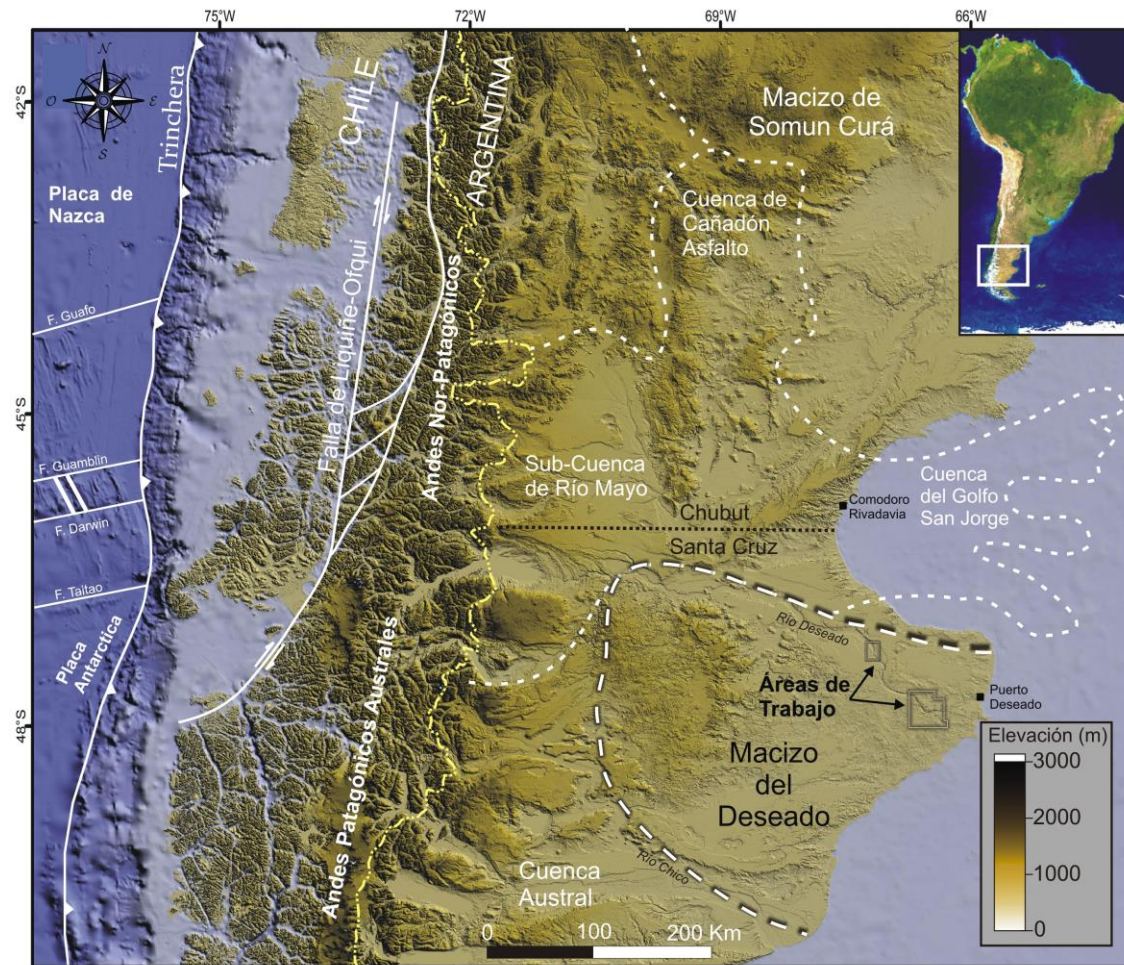 75°W
72°W
69°W
66°W
42°S
45°S
48°S
N
O
E
S
Trinchera
CHILE
ARGENTINA
Placa de
Nazca
Macizo de
Somun Curá
Cuenca de
Cañadón
Asfalto
F. Guafo
Falla de Liquiñe-Ofqui
Andes Nor-Patagónicos
F. Guamblin
F. Darwin
F. Taitao
Sub-Cuenca
de Río Mayo
Chubut
Santa Cruz
Comodoro
Rivadavia
Cuenca
del Golfo
San Jorge
Placa
Antarctica
Río Deseado
Áreas de
Trabajo
Puerto
Deseado
Macizo
del
Deseado
Andes Patagónicos Australes
Río Chico
Cuenca
Austral
0 100 200 Km
Elevación (m)
3000
2000
1000
0